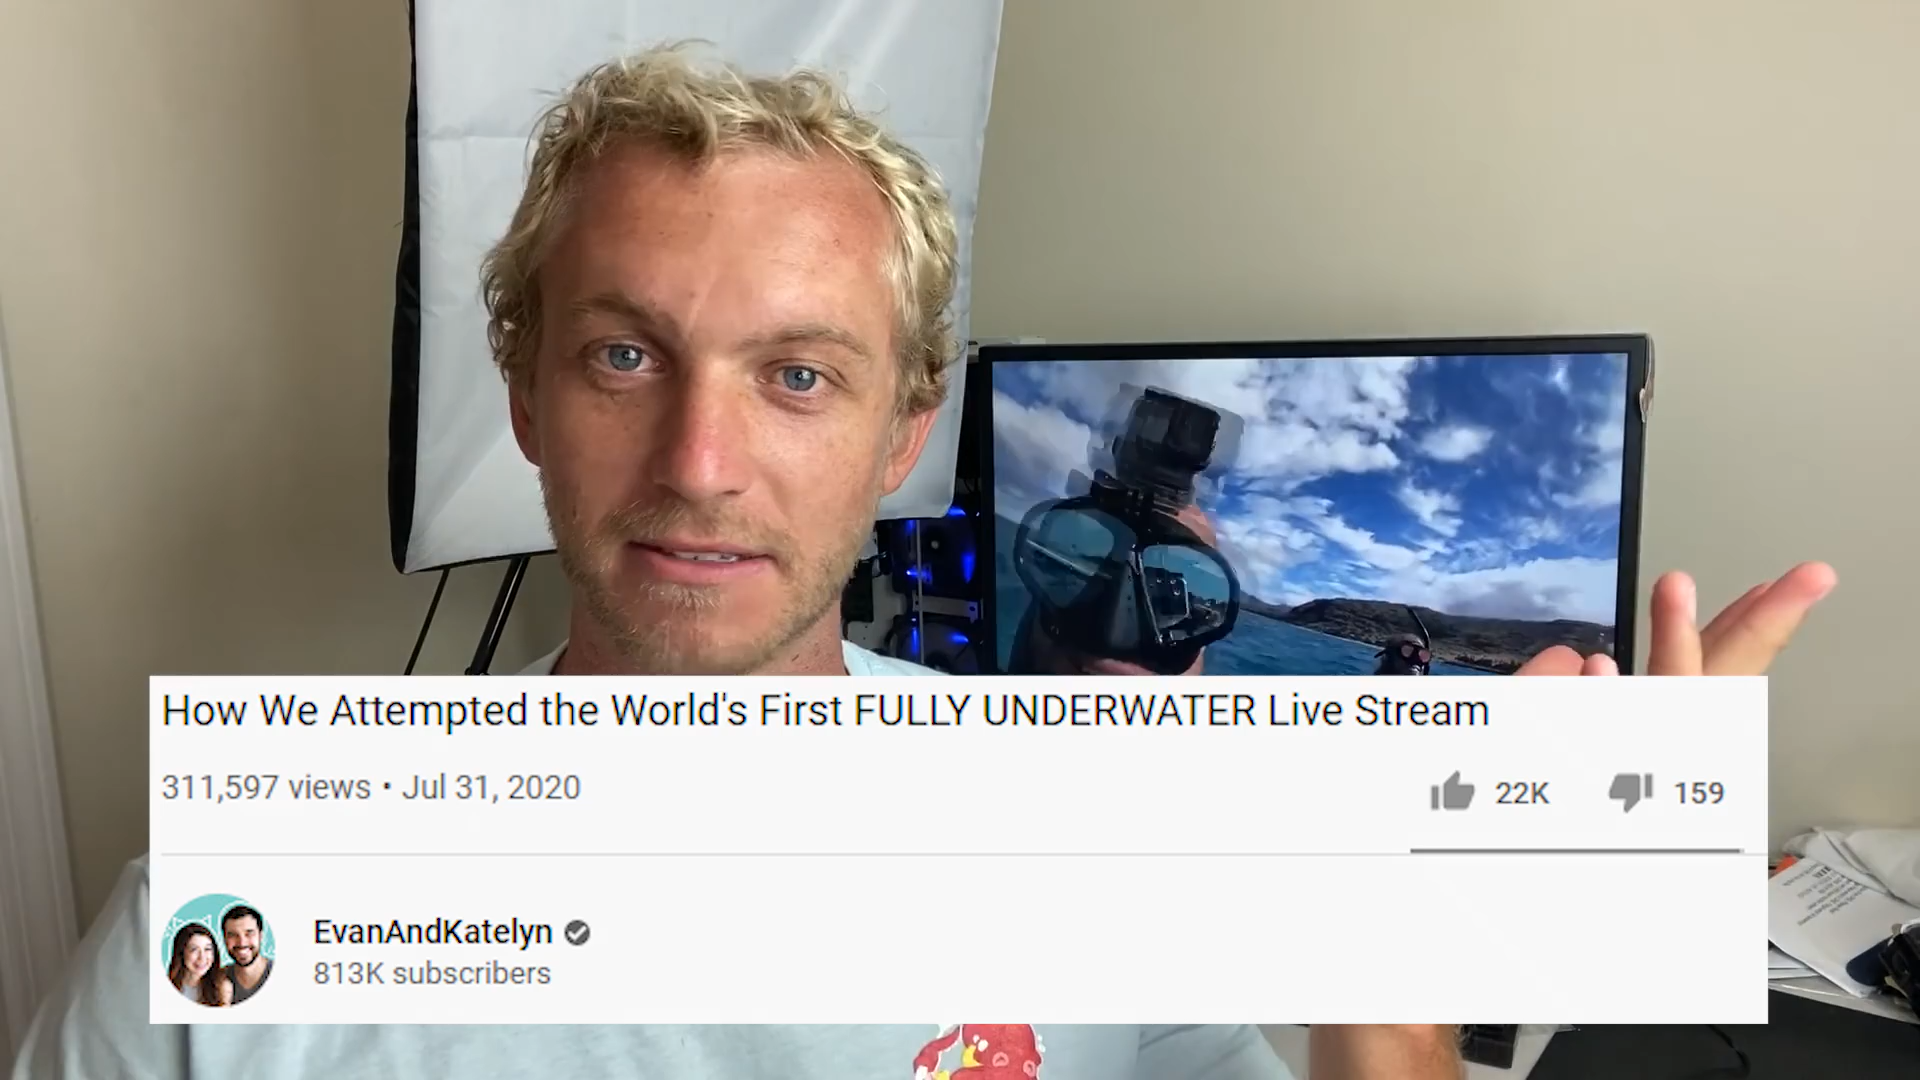 How We Attempted the World's First FULLY UNDERWATER Live Stream
311,597 views • Jul 31, 2020
22K
159
EvanAndKatelyn
813K subscribers